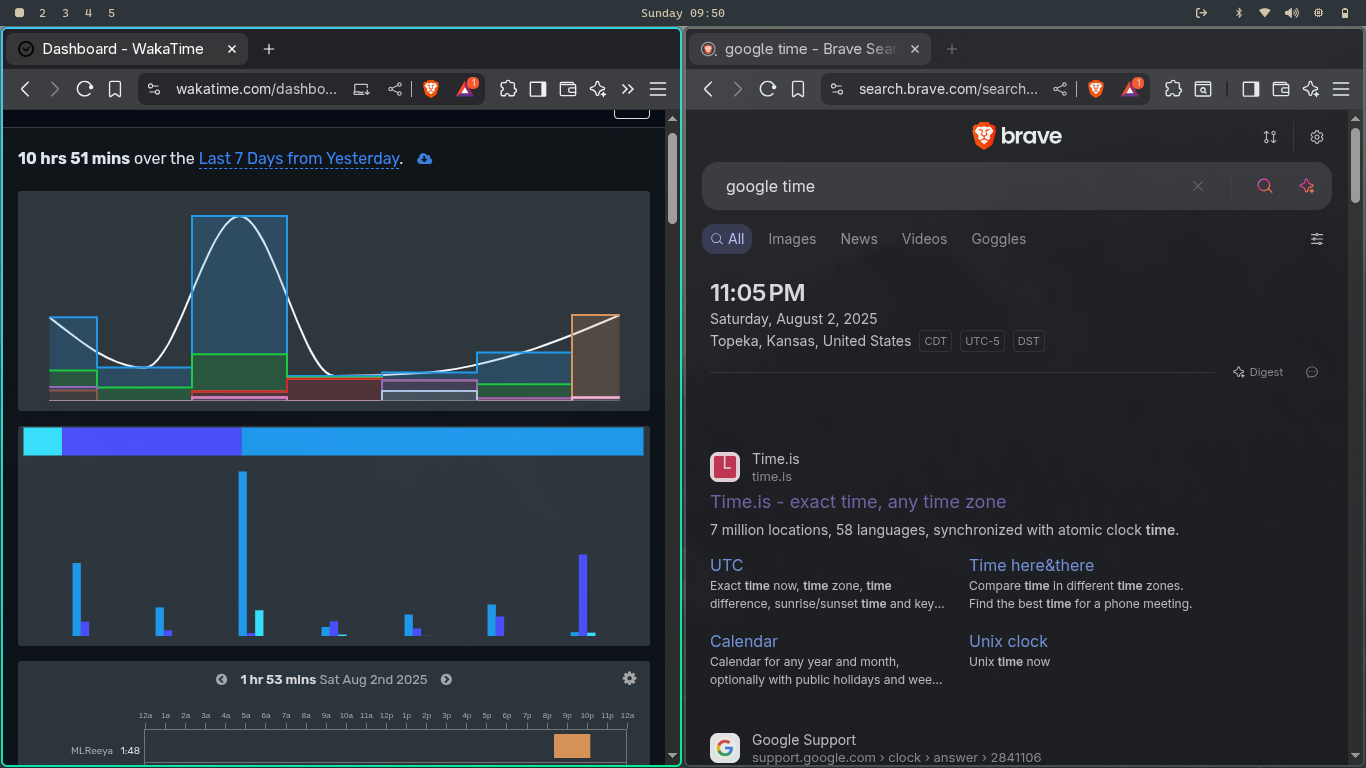 2 3 4 5
Sunday 09:50
Dashboard - WakaTime
wakatime.com/dashbo...
1
10 hrs 51 mins over the Last 7 Days from Yesterday.
1 hr 53 mins Sat Aug 2nd 2025
12a 1a 2a 3a 4a 5a 6a 7a 8a 9a 10a 11a 12p 1p 2p 3p 4p 5p 6p 7p 8p 9p 10p 11p 12a
MLReeya 1:48
google time - Brave Sear
search.brave.com/search...
1
brave
google time
All Images News Videos Goggles
11:05 PM
Saturday, August 2, 2025
Topeka, Kansas, United States CDT UTC-5 DST
Digest
Time.is
time.is
Time.is - exact time, any time zone
7 million locations, 58 languages, synchronized with atomic clock time.
UTC
Exact time now, time zone, time
difference, sunrise/sunset time and key...
Time here&there
Compare time in different time zones.
Find the best time for a phone meeting.
Calendar
Calendar for any year and month,
optionally with public holidays and wee...
Unix clock
Unix time now
Google Support
support.google.com › clock › answer › 2841106